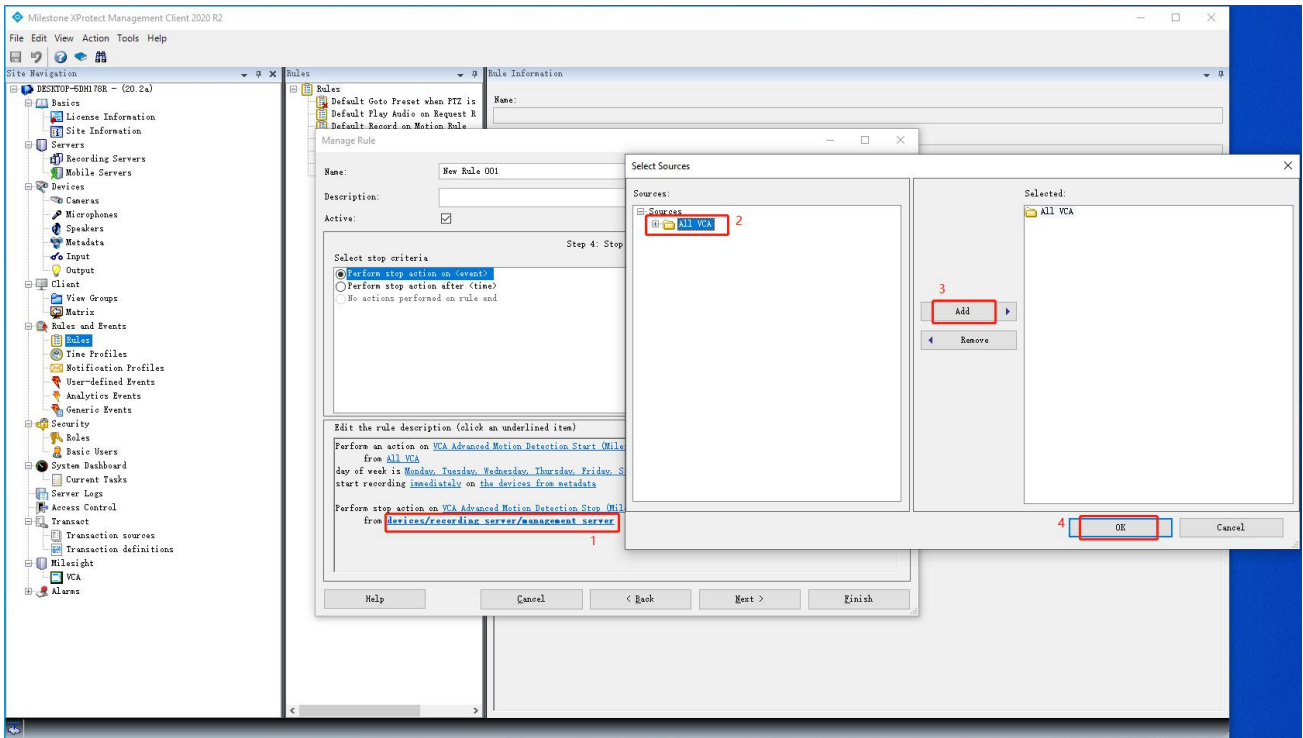 Milestone XProtect Management Client 2020 R2
File Edit View Action Tools Help
Site Navigation
DESKTOP-5DH178R - (20.2a)
Basics
License Information
Site Information
Servers
Recording Servers
Mobile Servers
Devices
Cameras
Microphones
Speakers
Metadata
Input
Output
Client
View Groups
Matrix
Rules and Events
Rules
Time Profiles
Notification Profiles
User-defined Events
Analytics Events
Generic Events
Security
Roles
Basic Users
System Dashboard
Current Tasks
Server Logs
Access Control
Transact
Transaction sources
Transaction definitions
Milesight
VCA
Alarms
Rules
Rules
Default Goto Preset when PTZ is
Default Play Audio on Request R
Default Record on Motion Rule
Rule Information
Name:
Manage Rule
Name: New Rule 001
Description:
Active:
Step 4: Stop
Select stop criteria
Perform stop action on <event>
Perform stop action after <time>
No actions performed on rule end
Edit the rule description (click an underlined item)
Perform an action on VCA Advanced Motion Detection Start (Mile
from All VCA
day of week is Monday, Tuesday, Wednesday, Thursday, Friday, S
start recording immediately on the devices from metadata
Perform stop action on VCA Advanced Motion Detection Stop (Mil
from devices/recording server/management server
1
Help Cancel < Back Next > Finish
Select Sources
Sources:
Sources
All VCA 2
3
Add
Remove
Selected:
All VCA
4 OK Cancel